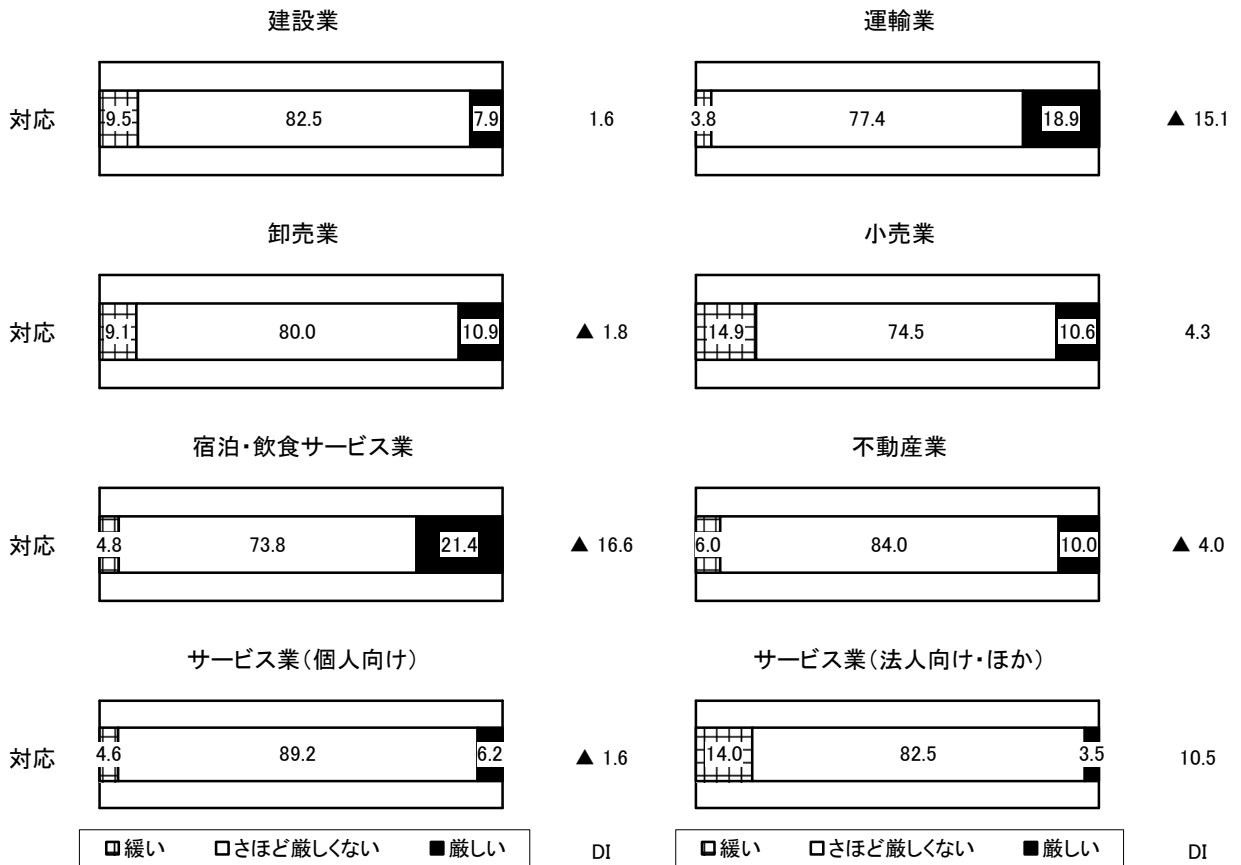 建設業
対応 9.5 82.5 7.9 1.6
運輸業
3.8 77.4 18.9 ▲ 15.1
卸売業
対応 9.1 80.0 10.9 ▲ 1.8
小売業
14.9 74.5 10.6 4.3
宿泊・飲食サービス業
対応 4.8 73.8 21.4 ▲ 16.6
不動産業
6.0 84.0 10.0 ▲ 4.0
サービス業（個人向け）
対応 4.6 89.2 6.2 ▲ 1.6
サービス業（法人向け・ほか）
14.0 82.5 3.5 10.5
緩い さほど厳しくない 厳しい DI
緩い さほど厳しくない 厳しい DI